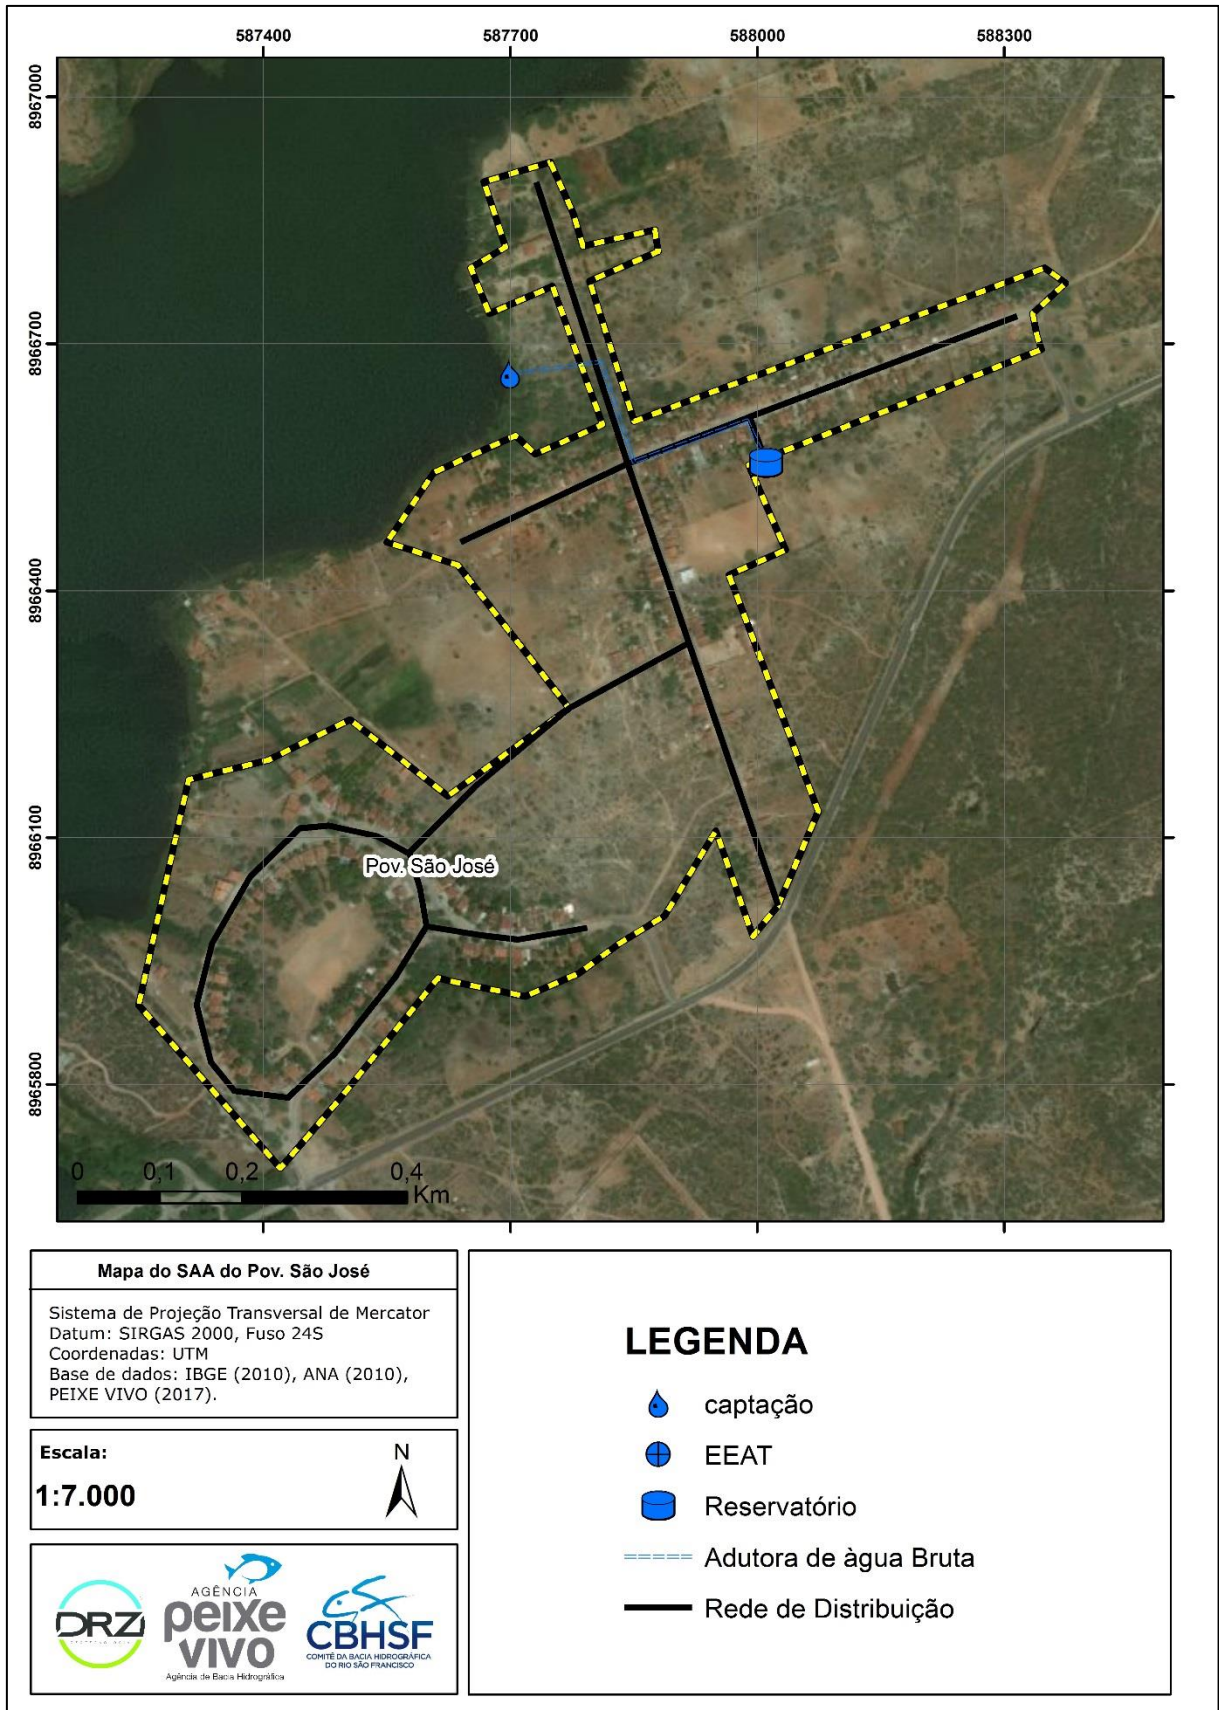 587400
587700
588000
588300
8967000
8966700
8966400
8966100
8965800
Pov. São José
0
0,1
0,2
0,4
Km
Mapa do SAA do Pov. São José
Sistema de Projeção Transversal de Mercator
Datum: SIRGAS 2000, Fuso 24S
Coordenadas: UTM
Base de dados: IBGE (2010), ANA (2010),
PEIXE VIVO (2017).
Escala:
1:7.000
N
DRZ
AGÊNCIA
peixe
vivo
Agência de Bacia Hidrográfica
CBHSF
COMITÊ DA BACIA HIDROGRÁFICA
DO RIO SÃO FRANCISCO
LEGENDA
captação
EEAT
Reservatório
Adutora de àgua Bruta
Rede de Distribuição